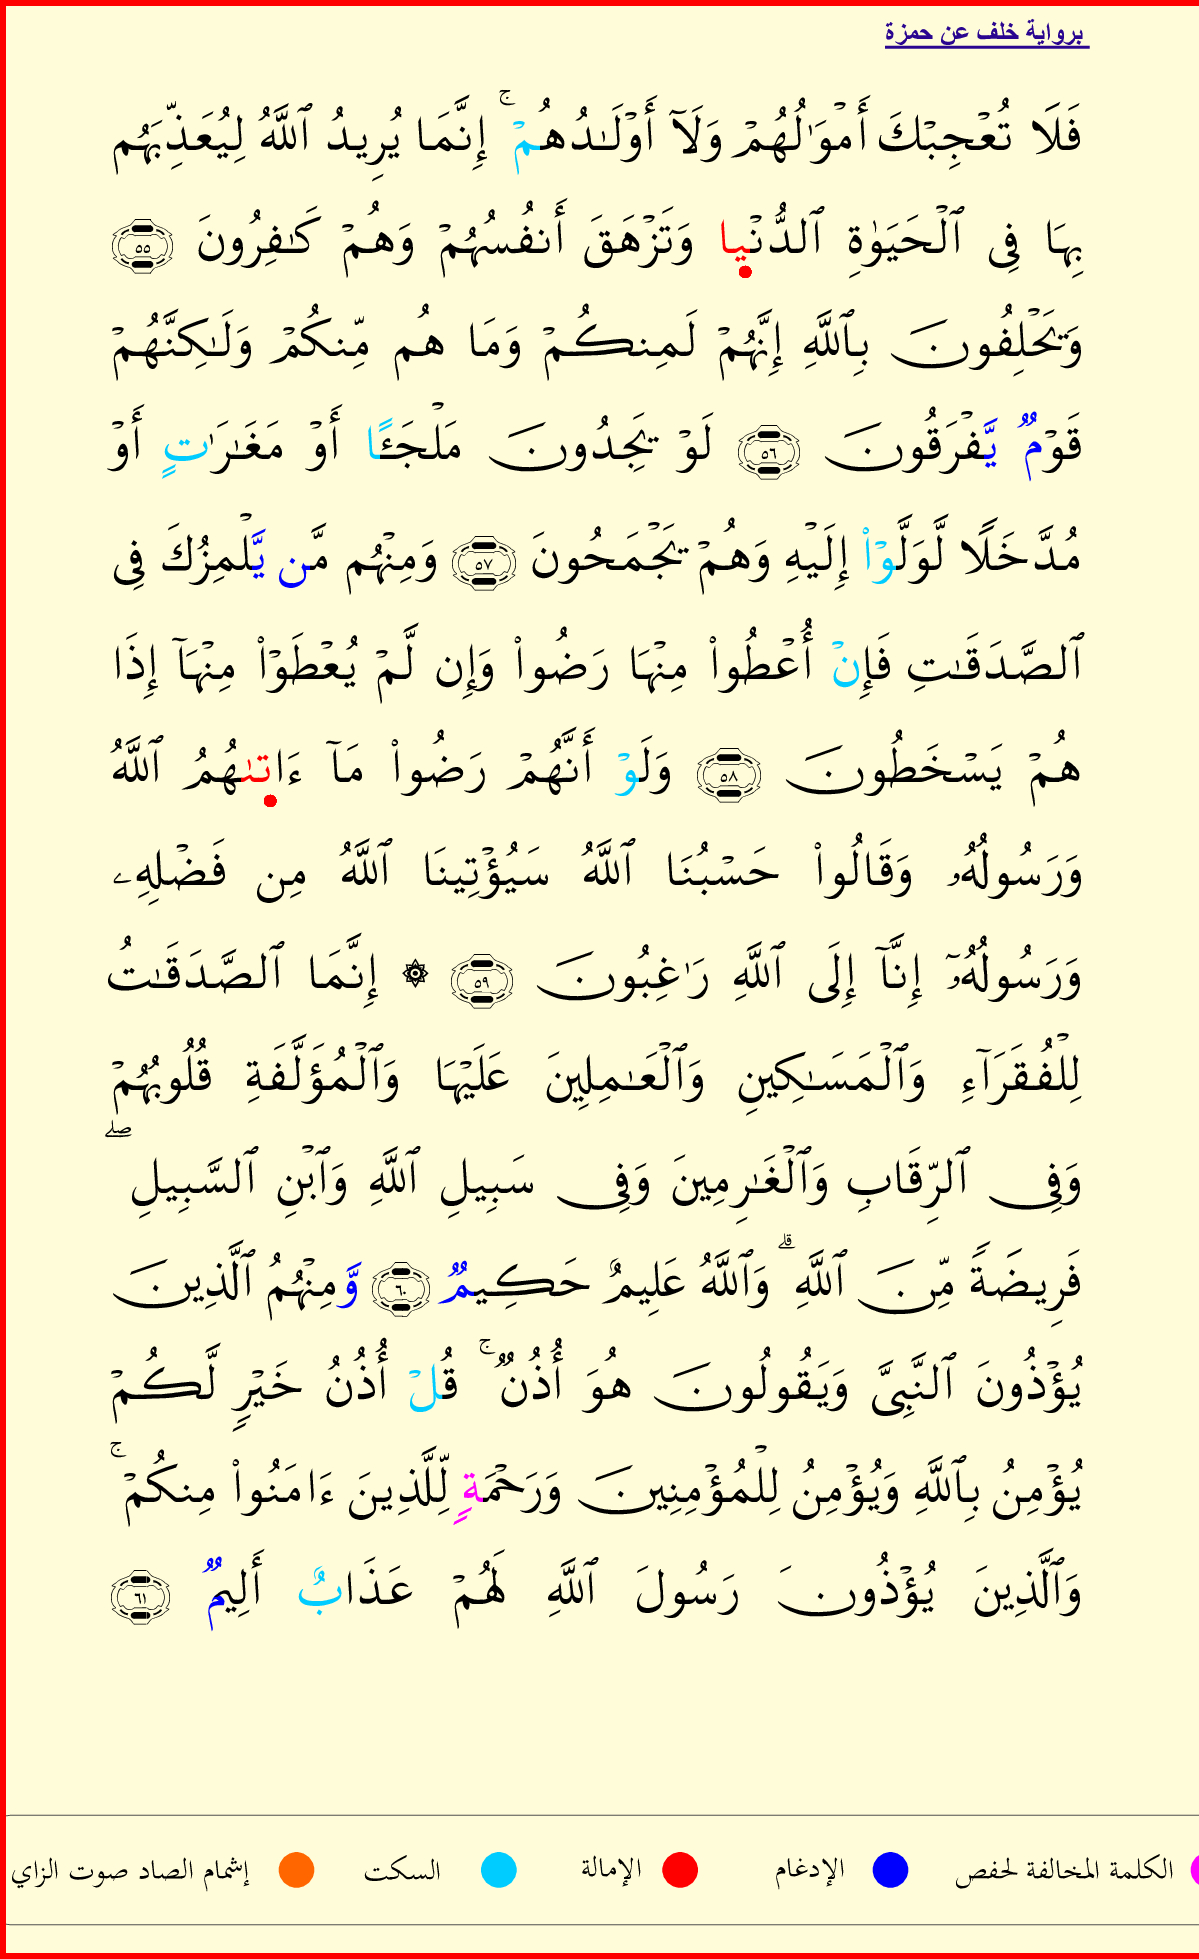 برواية خلف عن حمزة
فَلَا تُعۡجِبۡكَ أَمۡوَٰلُهُمۡ وَلَآ أَوۡلَٰدُهُمۡۚ إِنَّمَا يُرِيدُ ٱللَّهُ لِيُعَذِّبَهُم
بِهَا فِي ٱلۡحَيَوٰةِ ٱلدُّنۡيا وَتَزۡهَقَ أَنفُسُهُمۡ وَهُمۡ كَٰفِرُونَ ٥٥
وَيَحۡلِفُونَ بِٱللَّهِ إِنَّهُمۡ لَمِنكُمۡ وَمَا هُم مِّنكُمۡ وَلَٰكِنَّهُمۡ
قَوۡمٞ يَّفۡرَقُونَ ٥٦ لَوۡ يَجِدُونَ مَلۡجَـًٔا أَوۡ مَغَٰرَٰتٍ أَوۡ
مُدَّخَلٗا لَّوَلَّوۡاْ إِلَيۡهِ وَهُمۡ يَجۡمَحُونَ ٥٧ وَمِنۡهُم مَّن يَّلۡمِزُكَ فِي
ٱلصَّدَقَٰتِ فَإِنۡ أُعۡطُواْ مِنۡهَا رَضُواْ وَإِن لَّمۡ يُعۡطَوۡاْ مِنۡهَآ إِذَا
هُمۡ يَسۡخَطُونَ ٥٨ وَلَوۡ أَنَّهُمۡ رَضُواْ مَآ ءَاتىٰهُمُ ٱللَّهُ
وَرَسُولُهُۥ وَقَالُواْ حَسۡبُنَا ٱللَّهُ سَيُؤۡتِينَا ٱللَّهُ مِن فَضۡلِهِۦ
وَرَسُولُهُۥٓ إِنَّآ إِلَى ٱللَّهِ رَٰغِبُونَ ٥٩ ۞ إِنَّمَا ٱلصَّدَقَٰتُ
لِلۡفُقَرَآءِ وَٱلۡمَسَٰكِينِ وَٱلۡعَٰمِلِينَ عَلَيۡهَا وَٱلۡمُؤَلَّفَةِ قُلُوبُهُمۡ
وَفِي ٱلرِّقَابِ وَٱلۡغَٰرِمِينَ وَفِي سَبِيلِ ٱللَّهِ وَٱبۡنِ ٱلسَّبِيلِۖ
فَرِيضَةٗ مِّنَ ٱللَّهِۗ وَٱللَّهُ عَلِيمٌ حَكِيمٞ ٦٠ وَّمِنۡهُمُ ٱلَّذِينَ
يُؤۡذُونَ ٱلنَّبِيَّ وَيَقُولُونَ هُوَ أُذُنٞۚ قُلۡ أُذُنُ خَيۡرٖ لَّكُمۡ
يُؤۡمِنُ بِٱللَّهِ وَيُؤۡمِنُ لِلۡمُؤۡمِنِينَ وَرَحۡمَةٖ لِّلَّذِينَ ءَامَنُواْ مِنكُمۡۚ
وَٱلَّذِينَ يُؤۡذُونَ رَسُولَ ٱللَّهِ لَهُمۡ عَذَابٌ أَلِيمٞ ٦١
الكلمة المخالفة لحفص الإدغام الإمالة السكت إشمام الصاد صوت الزاي